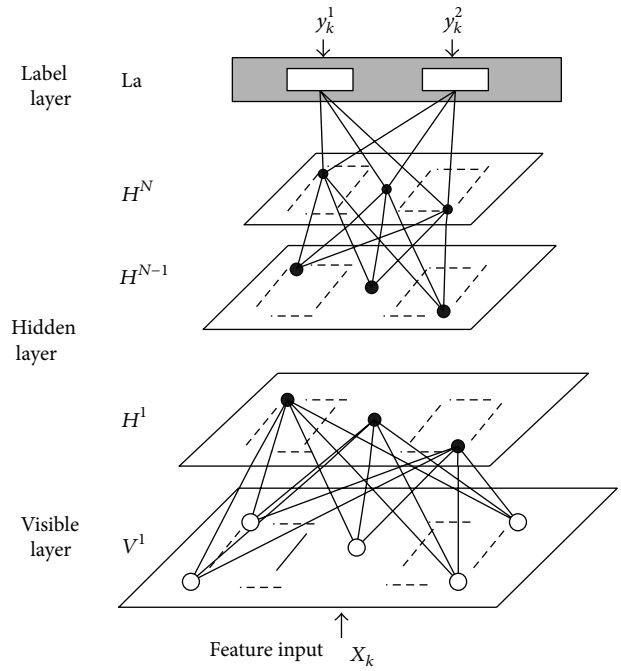 y_k^1 y_k^2
Label
layer
La
H^N
H^{N−1}
Hidden
layer
H^1
Visible
layer
V^1
Feature input X_k